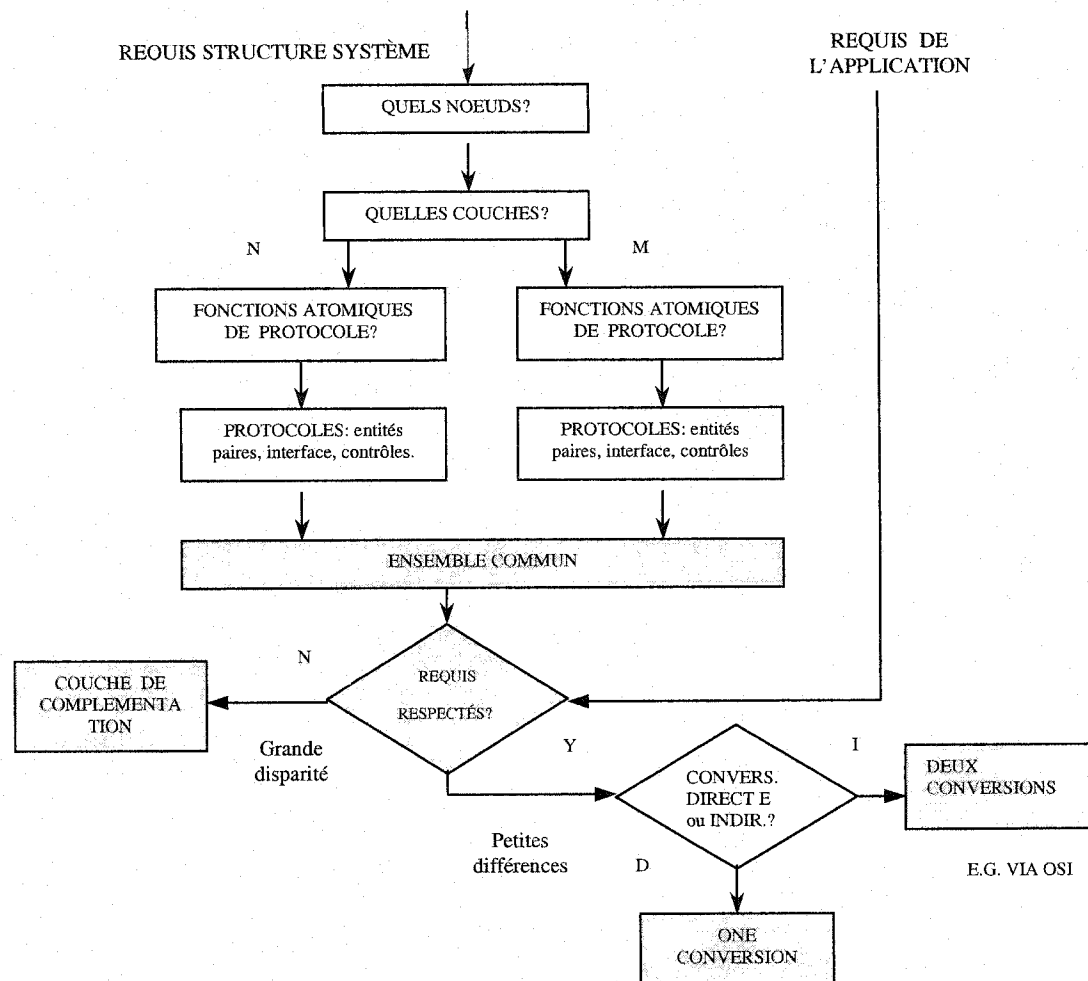 REQUIS STRUCTURE SYSTÈME
REQUIS DE
L'APPLICATION
QUELS NOEUDS?
QUELLES COUCHES?
N
M
FONCTIONS ATOMIQUES
DE PROTOCOLE?
FONCTIONS ATOMIQUES
DE PROTOCOLE?
PROTOCOLES: entités
paires, interface, contrôles.
PROTOCOLES: entités
paires, interface, contrôles
ENSEMBLE COMMUN
N
REQUIS
RESPECTÉS?
COUCHE DE
COMPLEMENTA
TION
Grande
disparité
Y
I
CONVERS.
DIRECT E
ou INDIR.?
DEUX
CONVERSIONS
Petites
différences
D
E.G. VIA OSI
ONE
CONVERSION